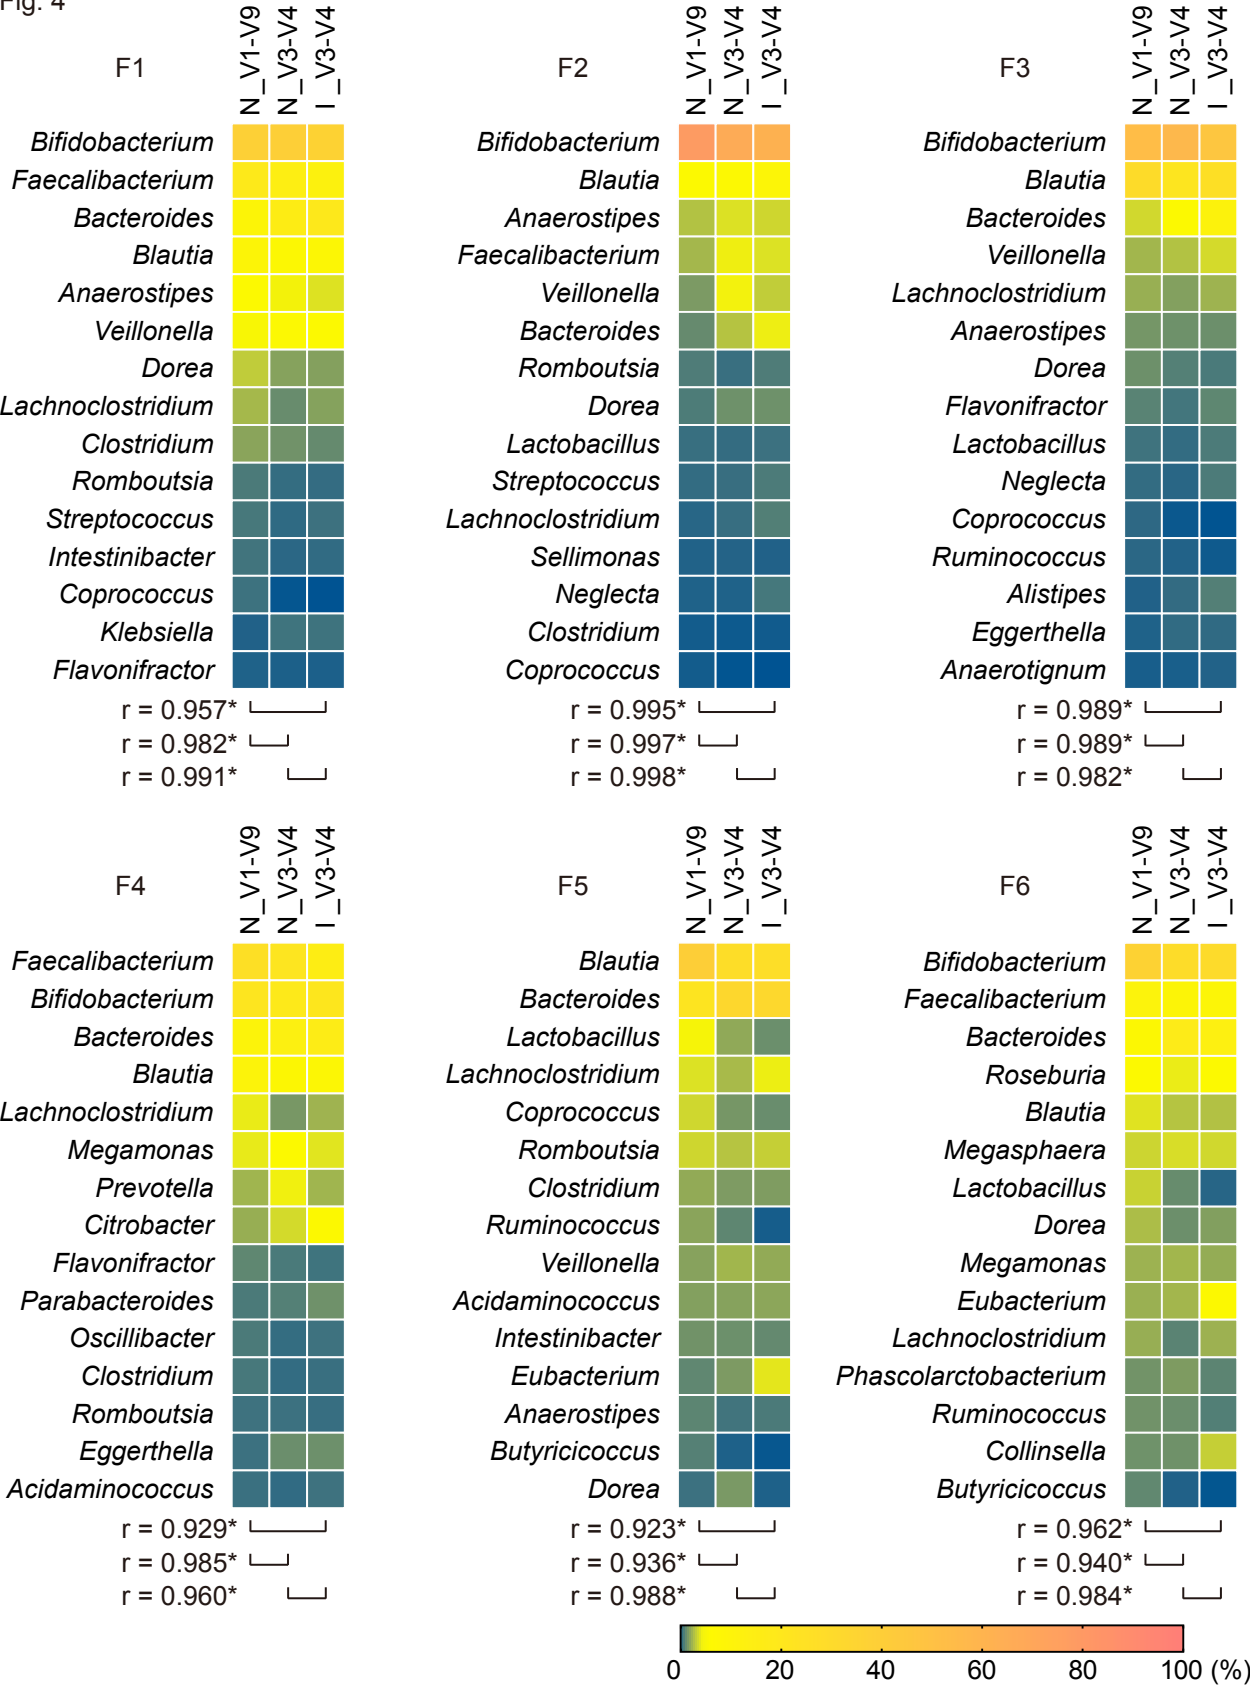 Fig. 4
F1
N_V1-V9
N_V3-V4
I_V3-V4
Bifidobacterium
Faecalibacterium
Bacteroides
Blautia
Anaerostipes
Veillonella
Dorea
Lachnoclostridium
Clostridium
Romboutsia
Streptococcus
Intestinibacter
Coprococcus
Klebsiella
Flavonifractor
r = 0.957*
r = 0.982*
r = 0.991*
F2
N_V1-V9
N_V3-V4
I_V3-V4
Bifidobacterium
Blautia
Anaerostipes
Faecalibacterium
Veillonella
Bacteroides
Romboutsia
Dorea
Lactobacillus
Streptococcus
Lachnoclostridium
Sellimonas
Neglecta
Clostridium
Coprococcus
r = 0.995*
r = 0.997*
r = 0.998*
F3
N_V1-V9
N_V3-V4
I_V3-V4
Bifidobacterium
Blautia
Bacteroides
Veillonella
Lachnoclostridium
Anaerostipes
Dorea
Flavonifractor
Lactobacillus
Neglecta
Coprococcus
Ruminococcus
Alistipes
Eggerthella
Anaerotignum
r = 0.989*
r = 0.989*
r = 0.982*
F4
N_V1-V9
N_V3-V4
I_V3-V4
Faecalibacterium
Bifidobacterium
Bacteroides
Blautia
Lachnoclostridium
Megamonas
Prevotella
Citrobacter
Flavonifractor
Parabacteroides
Oscillibacter
Clostridium
Romboutsia
Eggerthella
Acidaminococcus
r = 0.929*
r = 0.985*
r = 0.960*
F5
N_V1-V9
N_V3-V4
I_V3-V4
Blautia
Bacteroides
Lactobacillus
Lachnoclostridium
Coprococcus
Romboutsia
Clostridium
Ruminococcus
Veillonella
Acidaminococcus
Intestinibacter
Eubacterium
Anaerostipes
Butyricicoccus
Dorea
r = 0.923*
r = 0.936*
r = 0.988*
F6
N_V1-V9
N_V3-V4
I_V3-V4
Bifidobacterium
Faecalibacterium
Bacteroides
Roseburia
Blautia
Megasphaera
Lactobacillus
Dorea
Megamonas
Eubacterium
Lachnoclostridium
Phascolarctobacterium
Ruminococcus
Collinsella
Butyricicoccus
r = 0.962*
r = 0.940*
r = 0.984*
0 20 40 60 80 100 (%)